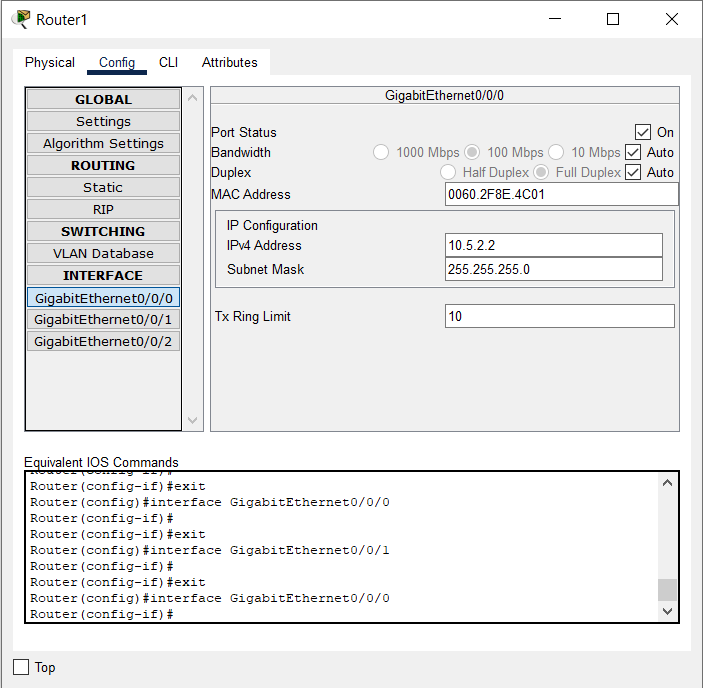 Router1
Physical Config CLI Attributes
GLOBAL
Settings
Algorithm Settings
ROUTING
Static
RIP
SWITCHING
VLAN Database
INTERFACE
GigabitEthernet0/0/0
GigabitEthernet0/0/1
GigabitEthernet0/0/2
GigabitEthernet0/0/0
Port Status On
Bandwidth 1000 Mbps 100 Mbps 10 Mbps Auto
Duplex Half Duplex Full Duplex Auto
MAC Address 0060.2F8E.4C01
IP Configuration
IPv4 Address 10.5.2.2
Subnet Mask 255.255.255.0
Tx Ring Limit 10
Equivalent IOS Commands
Router(config-if)#
Router(config-if)#exit
Router(config)#interface GigabitEthernet0/0/0
Router(config-if)#
Router(config-if)#exit
Router(config)#interface GigabitEthernet0/0/1
Router(config-if)#
Router(config-if)#exit
Router(config)#interface GigabitEthernet0/0/0
Router(config-if)#
Top